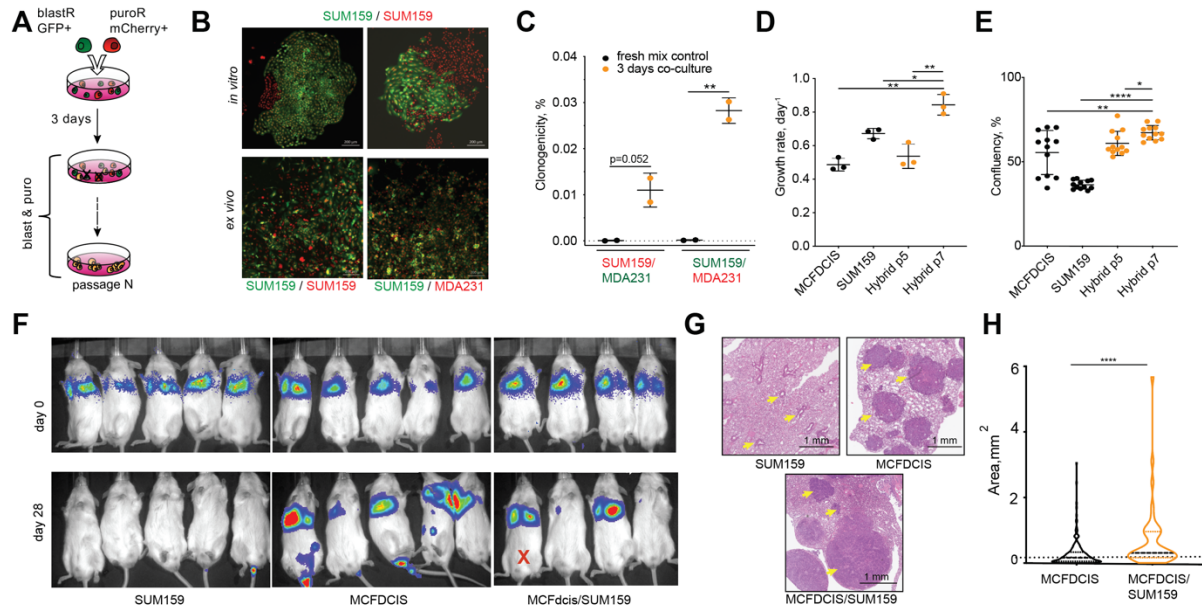 A
blastR
GFP+
puroR
mCherry+
3 days
blast & puro
passage N
B
SUM159 / SUM159
in vitro
ex vivo
SUM159 / SUM159
SUM159 / MDA231
C
fresh mix control
3 days co-culture
Clonogenicity, %
0.04
0.03
0.02
0.01
0.00
p=0.052
**
SUM159/
MDA231
SUM159/
MDA231
D
Growth rate, day⁻¹
1.0
0.8
0.6
0.4
0.2
0.0
**
*
**
MCFDCIS
SUM159
Hybrid p5
Hybrid p7
E
Confluency, %
100
50
0
*
****
**
MCFDCIS
SUM159
Hybrid p5
Hybrid p7
F
day 0
day 28
X
SUM159
MCFDCIS
MCFdcis/SUM159
G
1 mm
SUM159
1 mm
MCFDCIS
1 mm
MCFDCIS/SUM159
H
Area,mm²
6
4
2
0
****
MCFDCIS
MCFDCIS/
SUM159